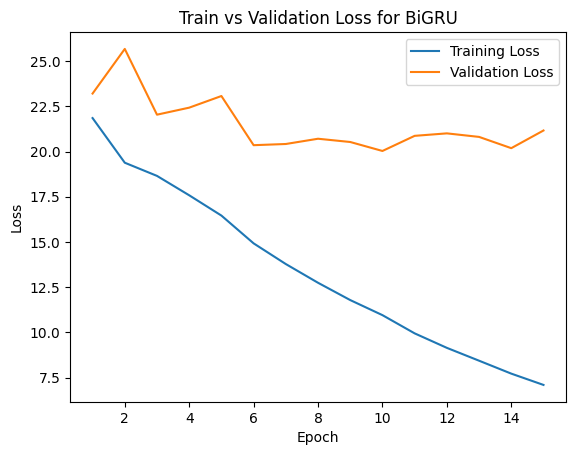 Train vs Validation Loss for BiGRU
Training Loss
Validation Loss
25.0
22.5
20.0
17.5
15.0
12.5
10.0
7.5
Loss
2 4 6 8 10 12 14
Epoch